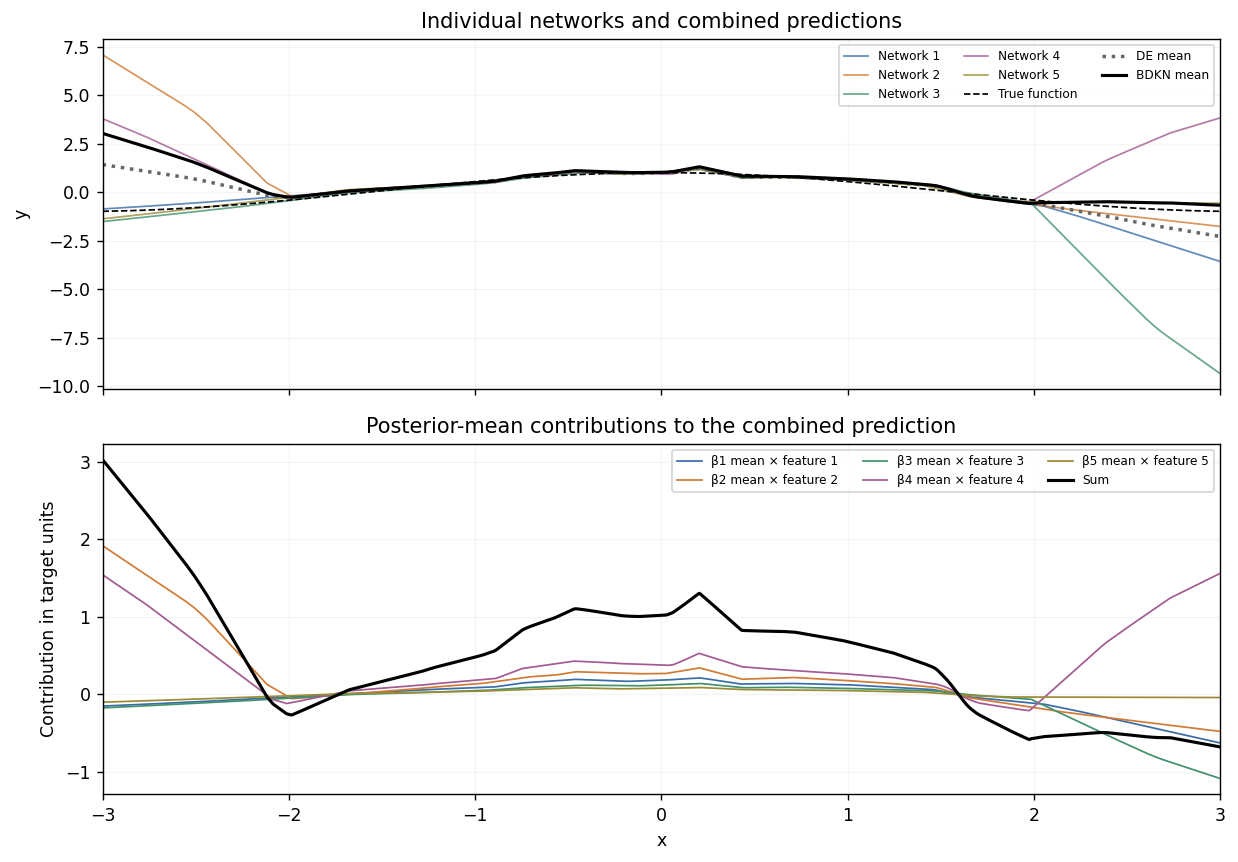 Individual networks and combined predictions
7.5
5.0
2.5
0.0
−2.5
−5.0
−7.5
−10.0
y
Network 1
Network 2
Network 3
Network 4
Network 5
True function
DE mean
BDKN mean
Posterior-mean contributions to the combined prediction
3
2
1
0
−1
Contribution in target units
β1 mean × feature 1
β2 mean × feature 2
β3 mean × feature 3
β4 mean × feature 4
β5 mean × feature 5
Sum
−3 −2 −1 0 1 2 3
x